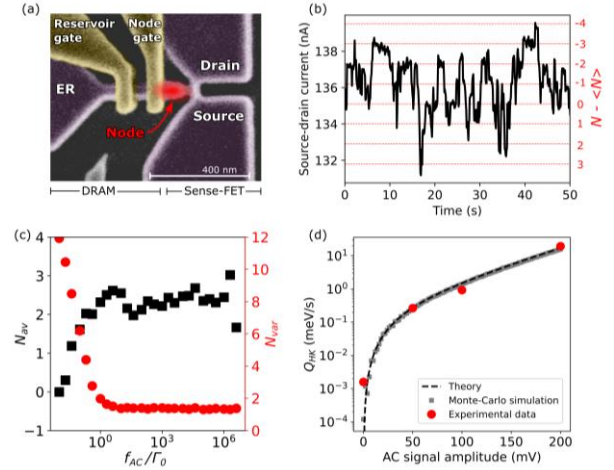 (a)
Reservoir gate
Node gate
Drain
ER
Node
Source
400 nm
DRAM
Sense-FET
(b)
Source-drain current (nA)
138
136
134
132
0
10
20
30
40
50
Time (s)
-4
-3
-2
-1
0
1
2
3
N - <N>
(c)
N_av
4
3
2
1
0
-1
12
10
8
6
4
2
0
N_var
10^0
10^3
10^6
f_AC/Γ_0
(d)
Q_HK (meV/s)
10^1
10^0
10^-1
10^-2
10^-3
10^-4
0
50
100
150
200
AC signal amplitude (mV)
Theory
Monte-Carlo simulation
Experimental data